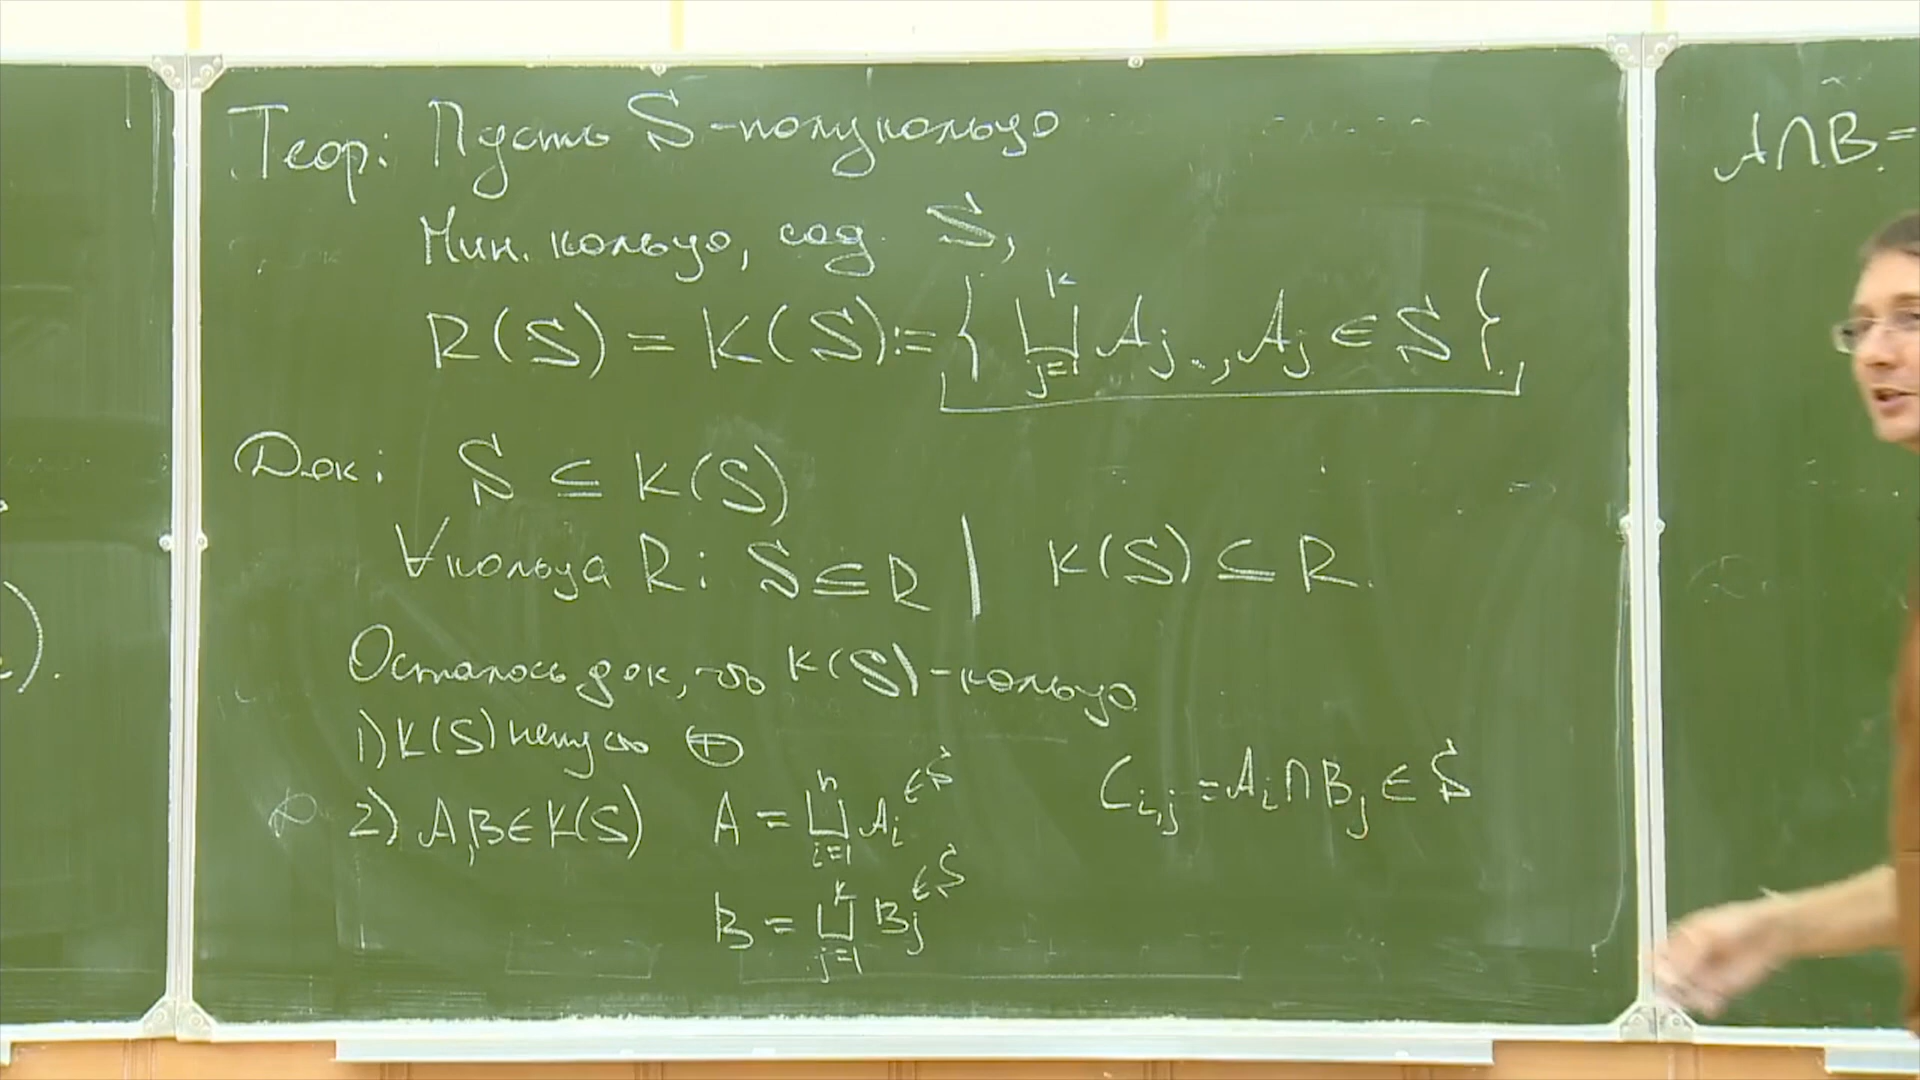 Теор: Пусть S-полукольцо
Мин. кольцо, сод. S,
R(S) = K(S) := { ⊔_{j=1}^{k} A_j, A_j ∈ S }
Док: S ⊆ K(S)
∀ кольца R: S ⊆ R | K(S) ⊆ R.
Осталось док, что K(S)-кольцо
1) K(S) непусто ⊕
2) A,B ∈ K(S) A = ⊔_{i=1}^{n} A_i ∈ S C_{i,j} = A_i ∩ B_j ∈ S
B = ⊔_{j=1}^{k} B_j ∈ S
A∩B =